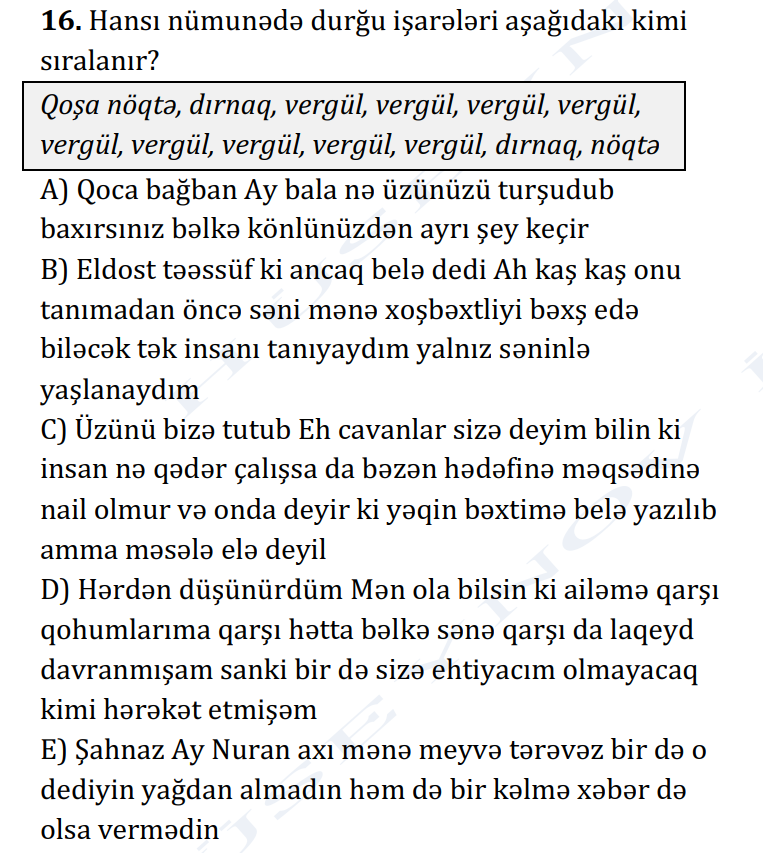 16. Hansı nümunədə durğu işarələri aşağıdakı kimi
sıralanır?
Qoşa nöqtə, dırnaq, vergül, vergül, vergül, vergül,
vergül, vergül, vergül, vergül, vergül, dırnaq, nöqtə
A) Qoca bağban Ay bala nə üzünüzü turşudub
baxırsınız bəlkə könlünüzdən ayrı şey keçir
B) Eldost təəssüf ki ancaq belə dedi Ah kaş kaş onu
tanımadan öncə səni mənə xoşbəxtliyi bəxş edə
biləcək tək insanı tanıyaydım yalnız səninlə
yaşlanaydım
C) Üzünü bizə tutub Eh cavanlar sizə deyim bilin ki
insan nə qədər çalışsa da bəzən hədəfinə məqsədinə
nail olmur və onda deyir ki yəqin bəxtimə belə yazılıb
amma məsələ elə deyil
D) Hərdən düşünürdüm Mən ola bilsin ki ailəmə qarşı
qohumlarıma qarşı hətta bəlkə sənə qarşı da laqeyd
davranmışam sanki bir də sizə ehtiyacım olmayacaq
kimi hərəkət etmişəm
E) Şahnaz Ay Nuran axı mənə meyvə tərəvəz bir də o
dediyin yağdan almadın həm də bir kəlmə xəbər də
olsa vermədin